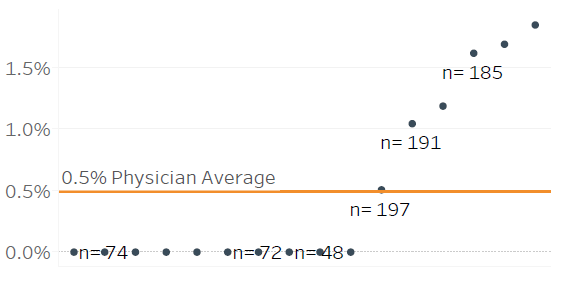 1.5%
n= 185
1.0%
n= 191
0.5% Physician Average
0.5%
n= 197
0.0%
n= 74
n= 72
n= 48